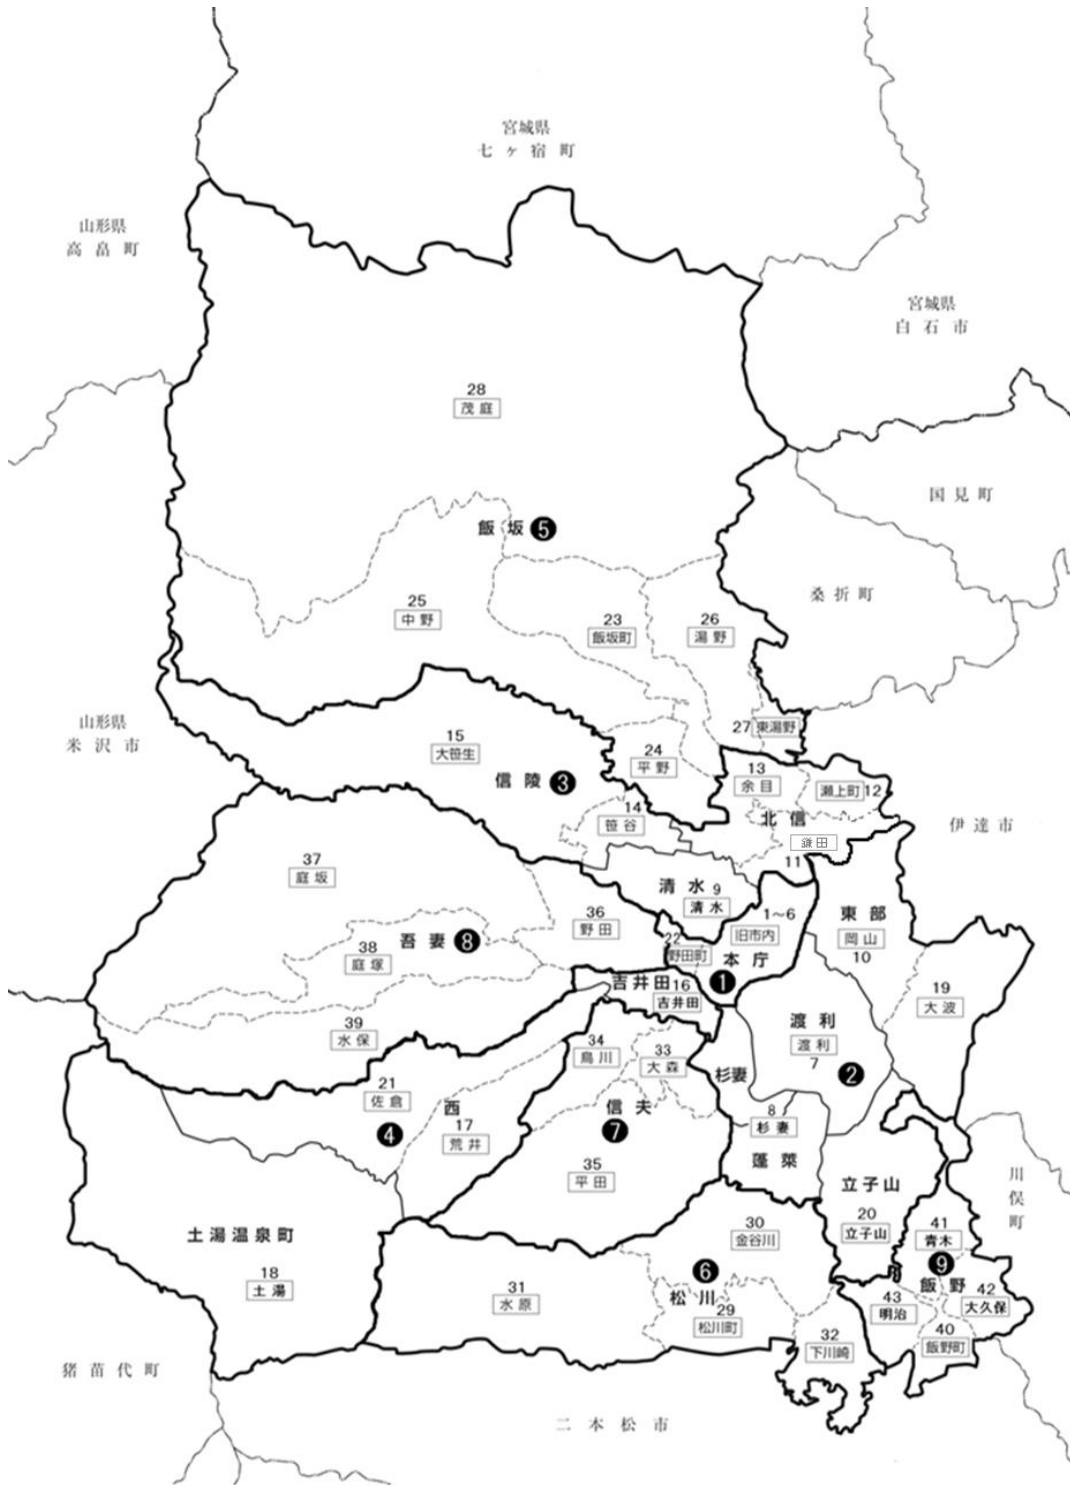 宮城県
七ヶ宿町
山形県
高畠町
宮城県
白石市
28
茂庭
国見町
飯坂 5
桑折町
25
中野
23
飯坂町
26
湯野
山形県
米沢市
27 東湯野
15
大笹生
24
平野
13
余目
信陵 3
瀬上町 12
14
笹谷
北信
伊達市
鎌田
11
37
庭坂
清水 9
清水
1〜6
旧市内
東部
岡山
10
36
野田
吾妻 8
38
庭塚
22
野田町
本庁
1
吉井田 16
吉井田
19
大波
渡利
渡利
7
2
39
水保
34
鳥川
33
大森
杉妻
21
佐倉
西
4
17
荒井
信夫
7
8
杉妻
蓬莱
35
平田
立子山
20
立子山
川俣町
土湯温泉町
18
土湯
30
金谷川
41
青木
9
飯野
6
松川
31
水原
29
松川町
43
明治
42
大久保
32
下川崎
40
飯野町
猪苗代町
二本松市